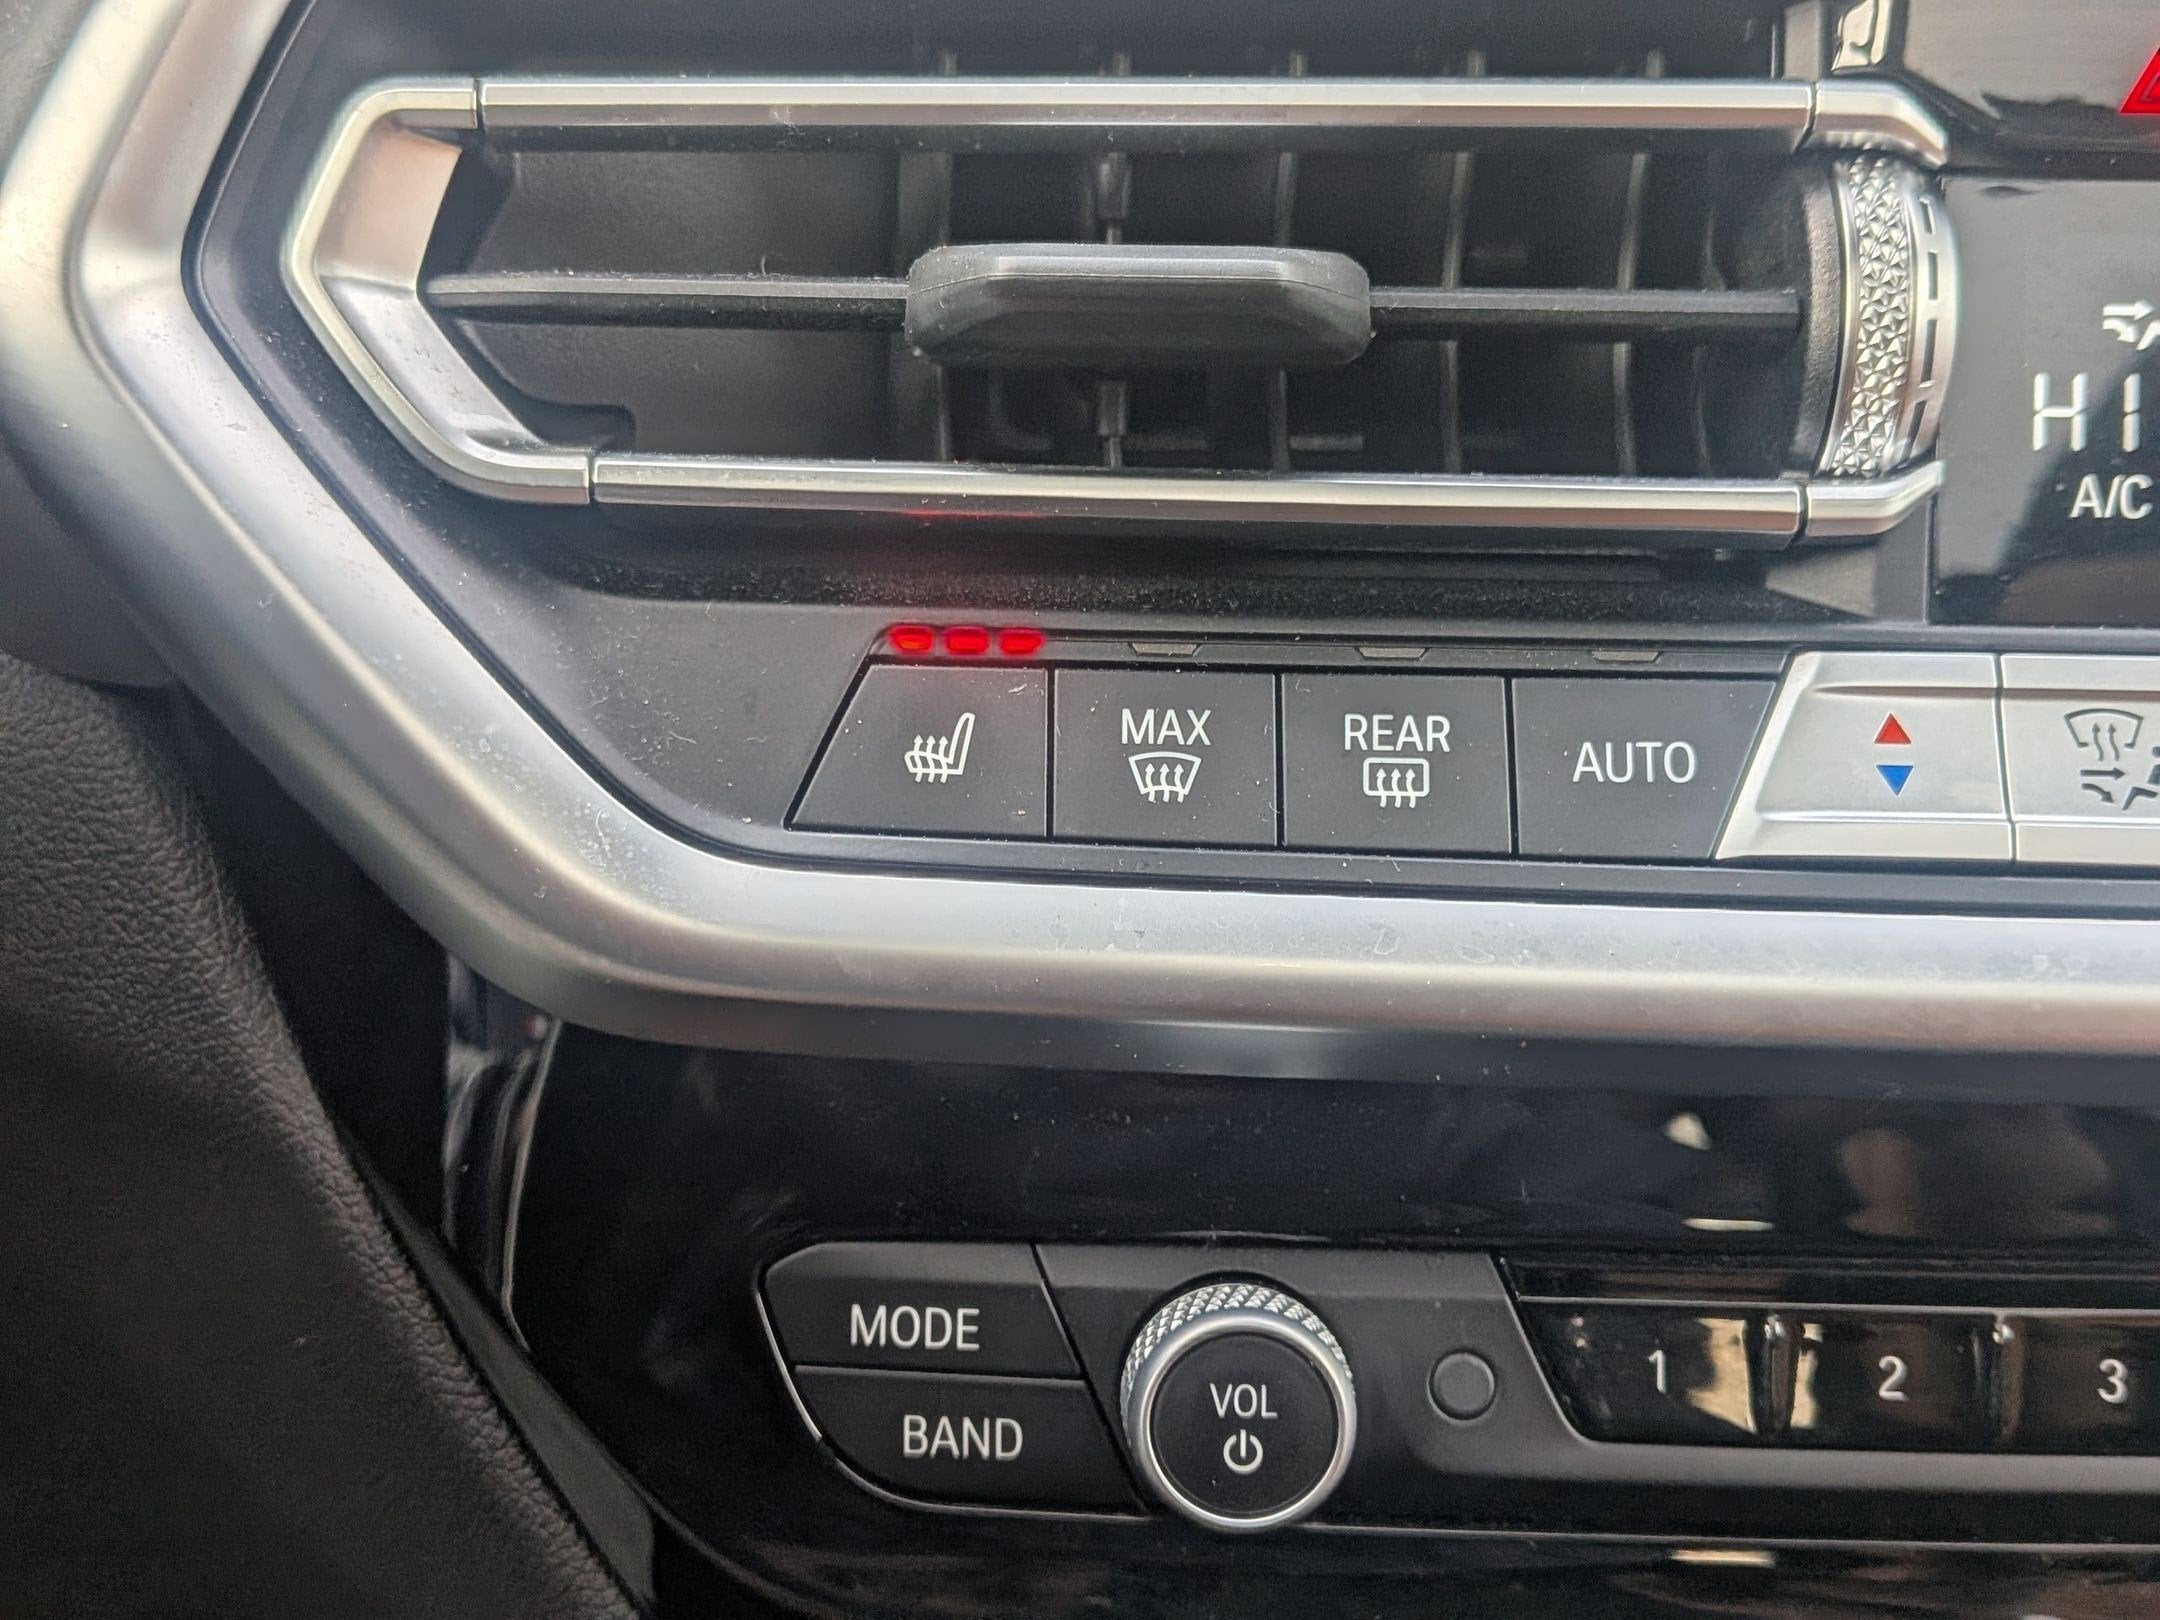 HI
A/C
MAX
REAR
AUTO
MODE
BAND
VOL
1
2
3